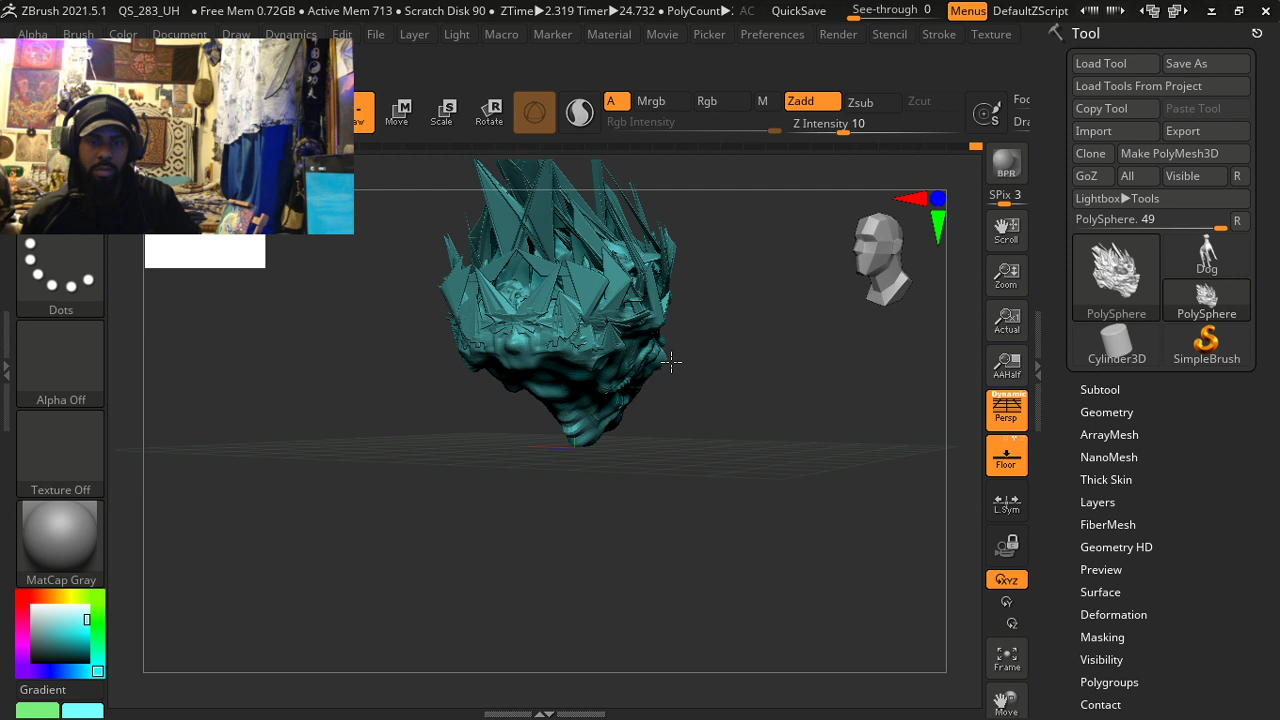 ZBrush 2021.5.1 QS_283_UH ● Free Mem 0.72GB ● Active Mem 713 ● Scratch Disk 90 ● ZTime▶2.319 Timer▶24.732 ● PolyCount▶ AC QuickSave See-through 0 Menus DefaultZScript
Alpha Brush Color Document Draw Dynamics Edit File Layer Light Macro Marker Material Movie Picker Preferences Render Stencil Stroke Texture
Tool
Load Tool Save As
Load Tools From Project
Copy Tool Paste Tool
Import Export
Clone Make PolyMesh3D
GoZ All Visible R
Lightbox▶Tools
PolySphere. 49 R
PolySphere
Dog
PolySphere
Cylinder3D
SimpleBrush
Subtool
Geometry
ArrayMesh
NanoMesh
Thick Skin
Layers
FiberMesh
Geometry HD
Preview
Surface
Deformation
Masking
Visibility
Polygroups
Contact
M Move
S Scale
R Rotate
A Mrgb Rgb M Zadd Zsub Zcut
Rgb Intensity
Z Intensity 10
S
Foc
Dra
BPR
SPix 3
Scroll
Zoom
Actual
AAHalf
Dynamic
Persp
Floor
L.Sym
XYZ
Y
Z
Frame
Move
Dots
Alpha Off
Texture Off
MatCap Gray
Gradient